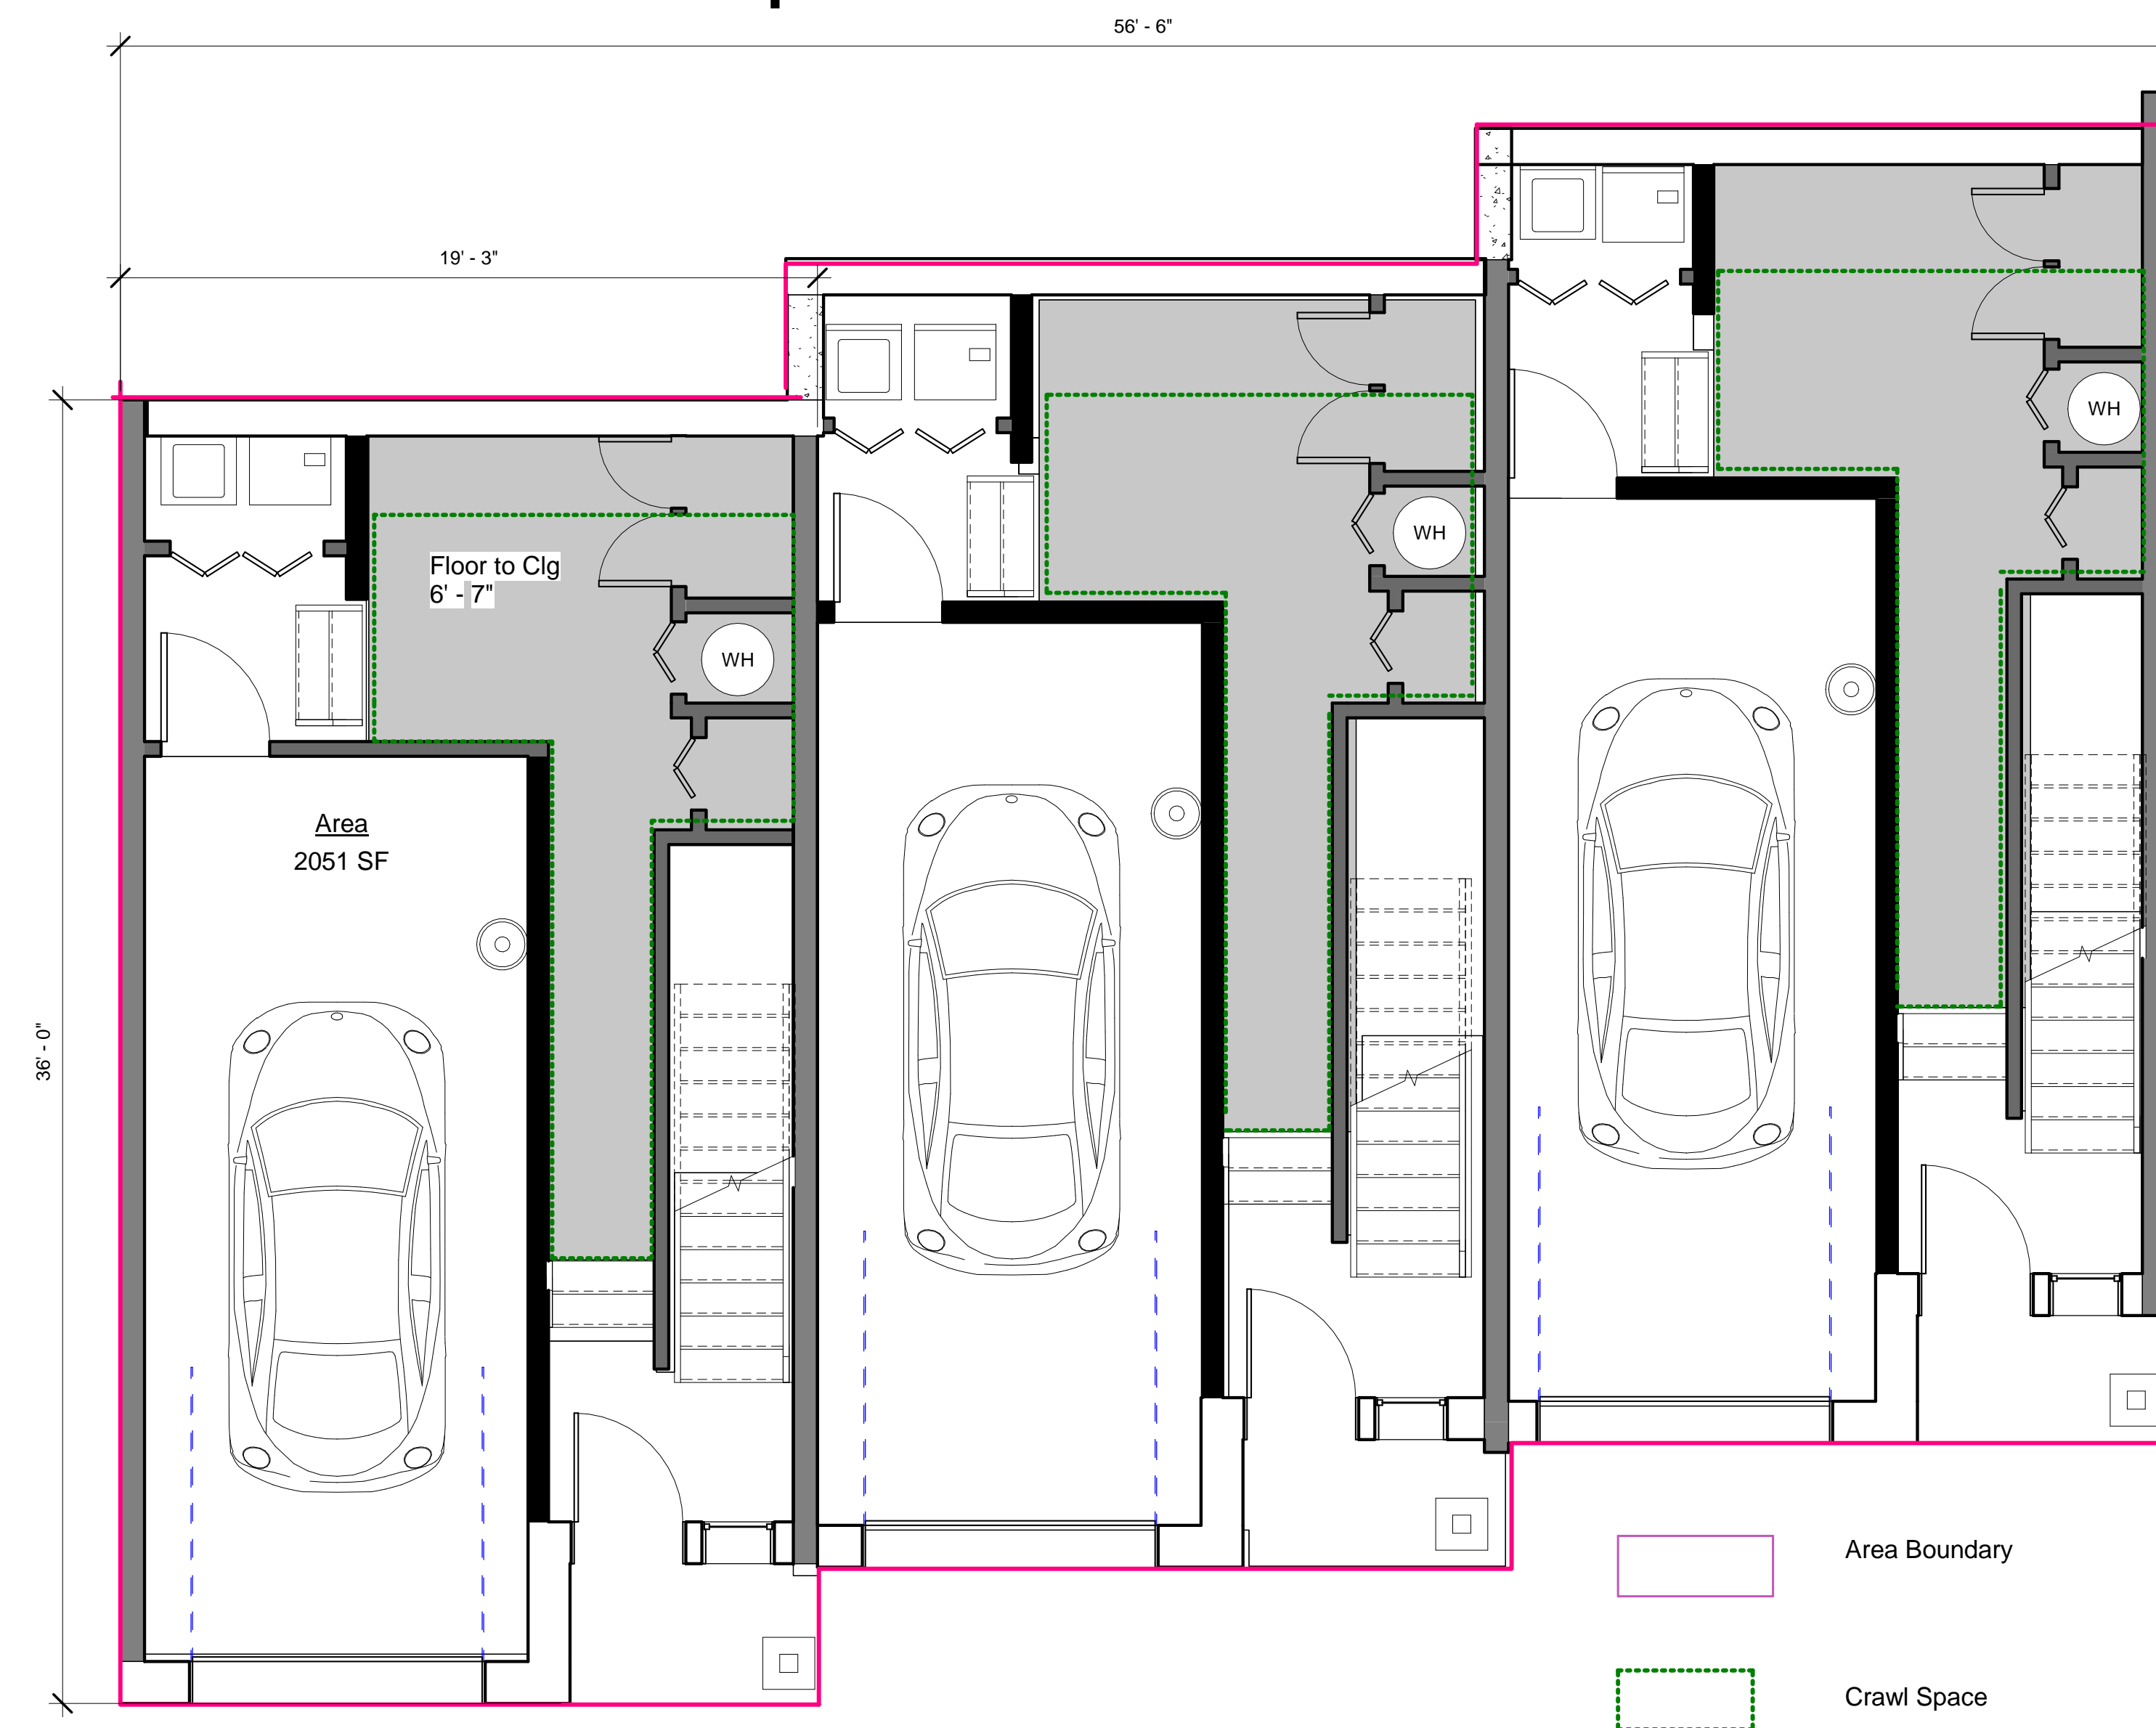 56' - 6"
19' - 3"
WH
Floor to Clg
6' - 7"
WH
WH
Area
2051 SF
36' - 0"
Area Boundary
Crawl Space